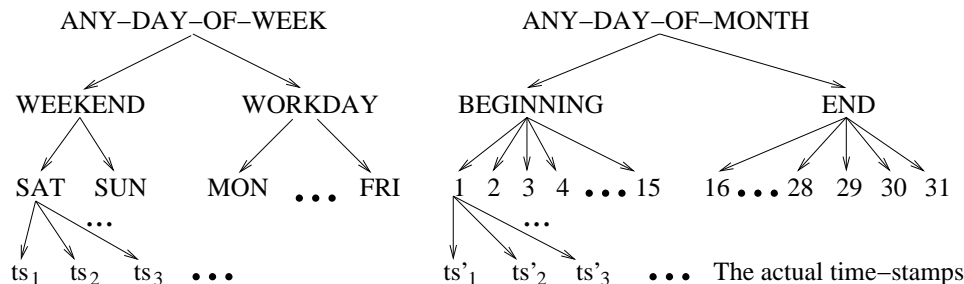 ANY–DAY–OF–WEEK ANY–DAY–OF–MONTH
WEEKEND WORKDAY BEGINNING END
SAT SUN MON ... FRI 1 2 3 4 ... 15 16 ... 28 29 30 31
... ...
ts1 ts2 ts3 ... ts’1 ts’2 ts’3 ... The actual time–stamps